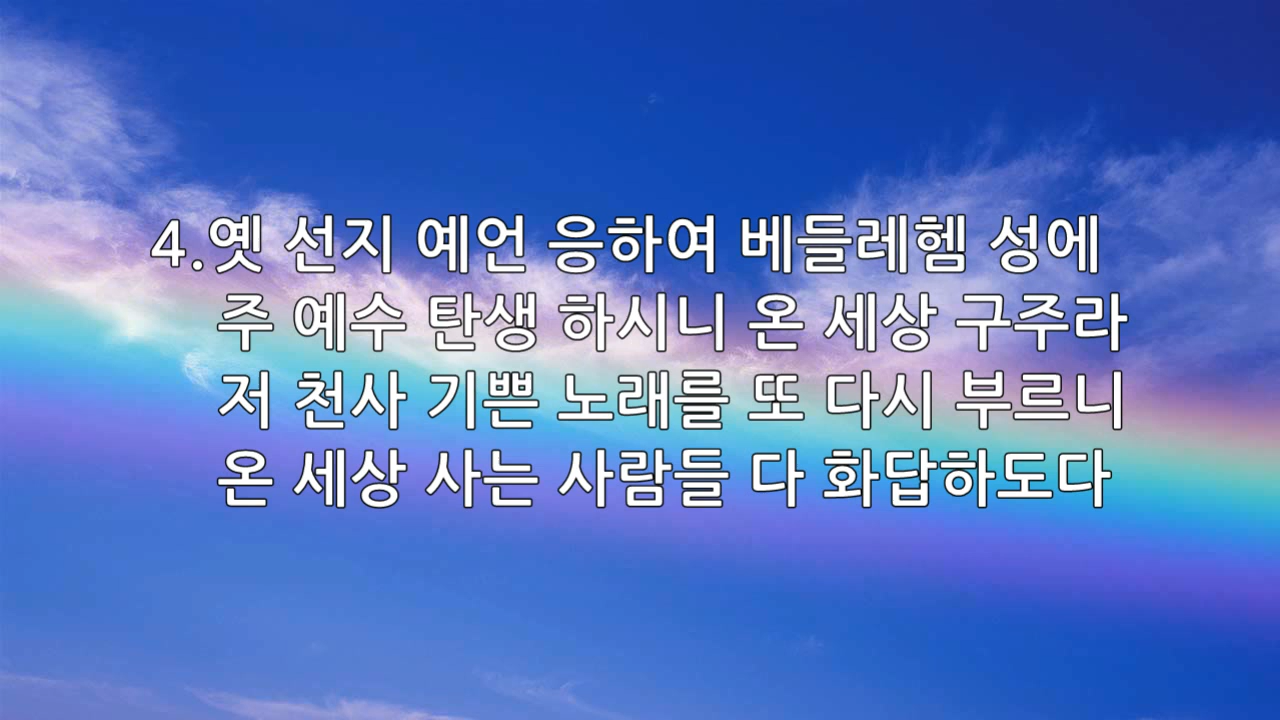 4.옛 선지 예언 응하여 베들레헴 성에
주 예수 탄생 하시니 온 세상 구주라
저 천사 기쁜 노래를 또 다시 부르니
온 세상 사는 사람들 다 화답하도다